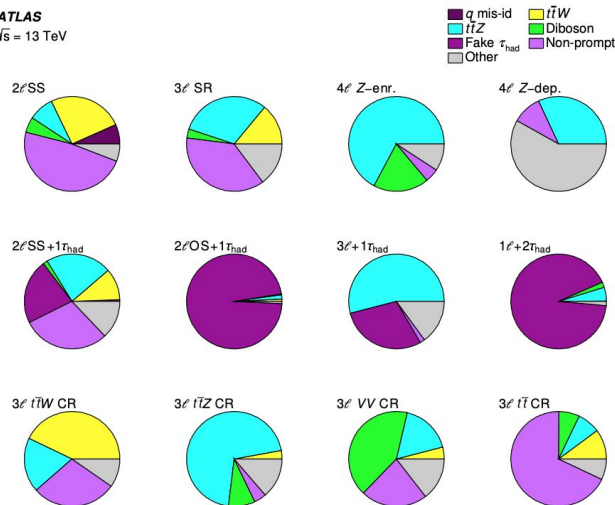 ATLAS
√s = 13 TeV
q mis-id
tt̄W
tt̄Z
Diboson
Fake τhad
Non-prompt
Other
2ℓSS
3ℓ SR
4ℓ Z-enr.
4ℓ Z-dep.
2ℓSS+1τhad
2ℓOS+1τhad
3ℓ+1τhad
1ℓ+2τhad
3ℓ tt̄W CR
3ℓ tt̄Z CR
3ℓ VV CR
3ℓ tt̄ CR